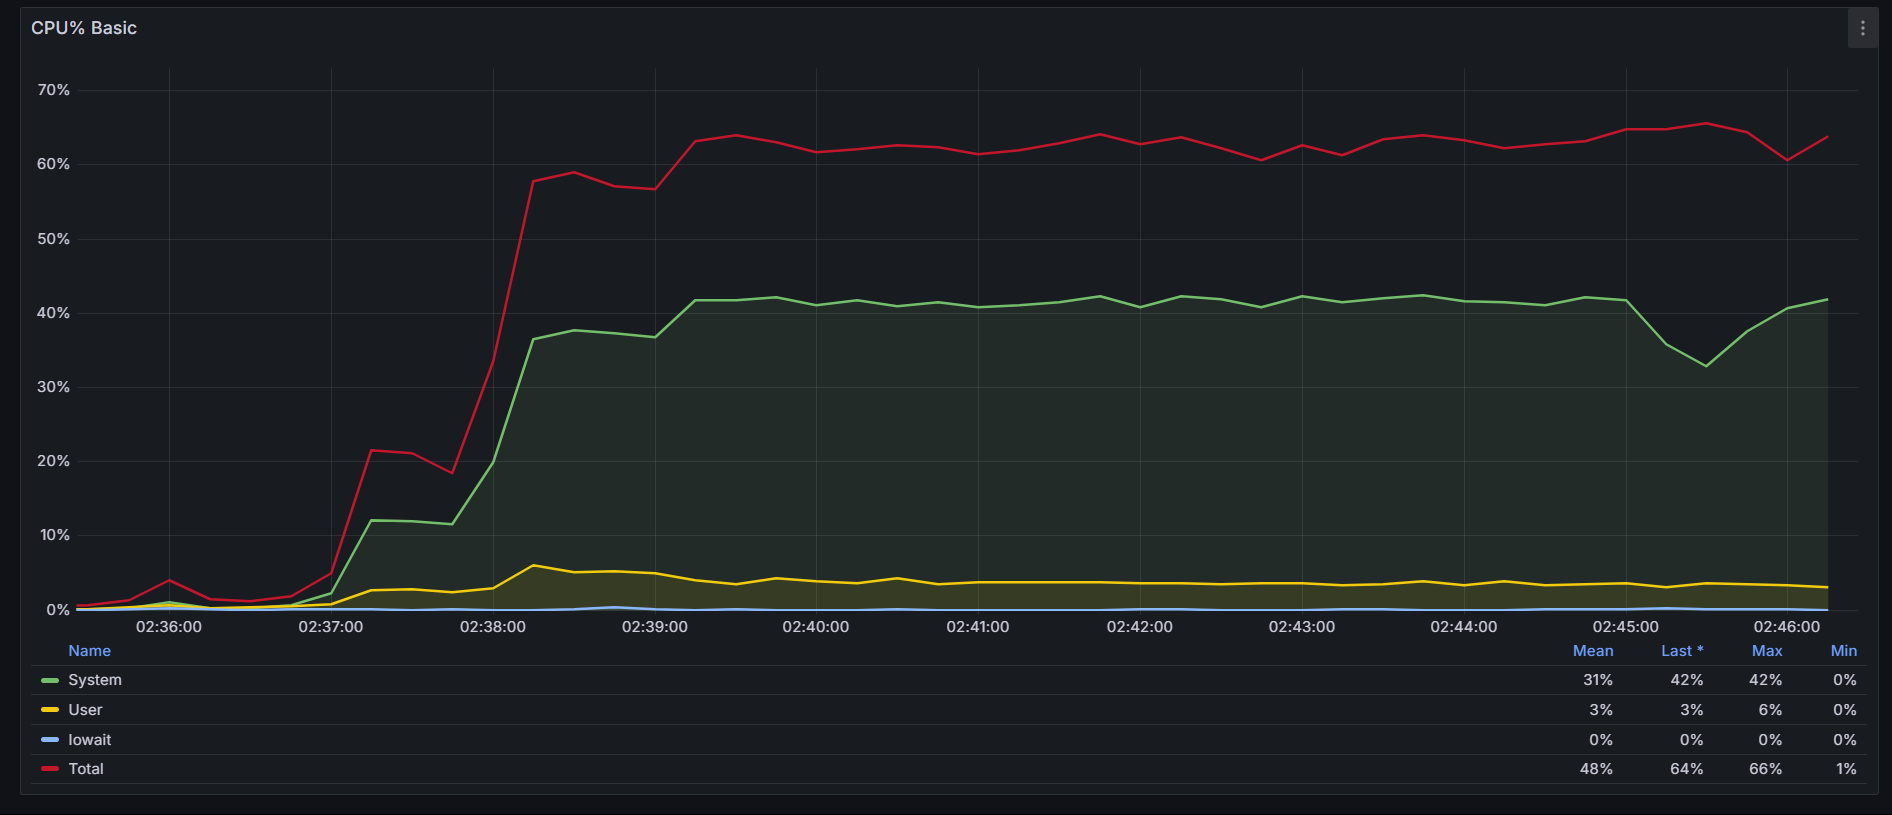 CPU% Basic
70%
60%
50%
40%
30%
20%
10%
0%
02:36:00 02:37:00 02:38:00 02:39:00 02:40:00 02:41:00 02:42:00 02:43:00 02:44:00 02:45:00 02:46:00
Name Mean Last * Max Min
System 31% 42% 42% 0%
User 3% 3% 6% 0%
Iowait 0% 0% 0% 0%
Total 48% 64% 66% 1%